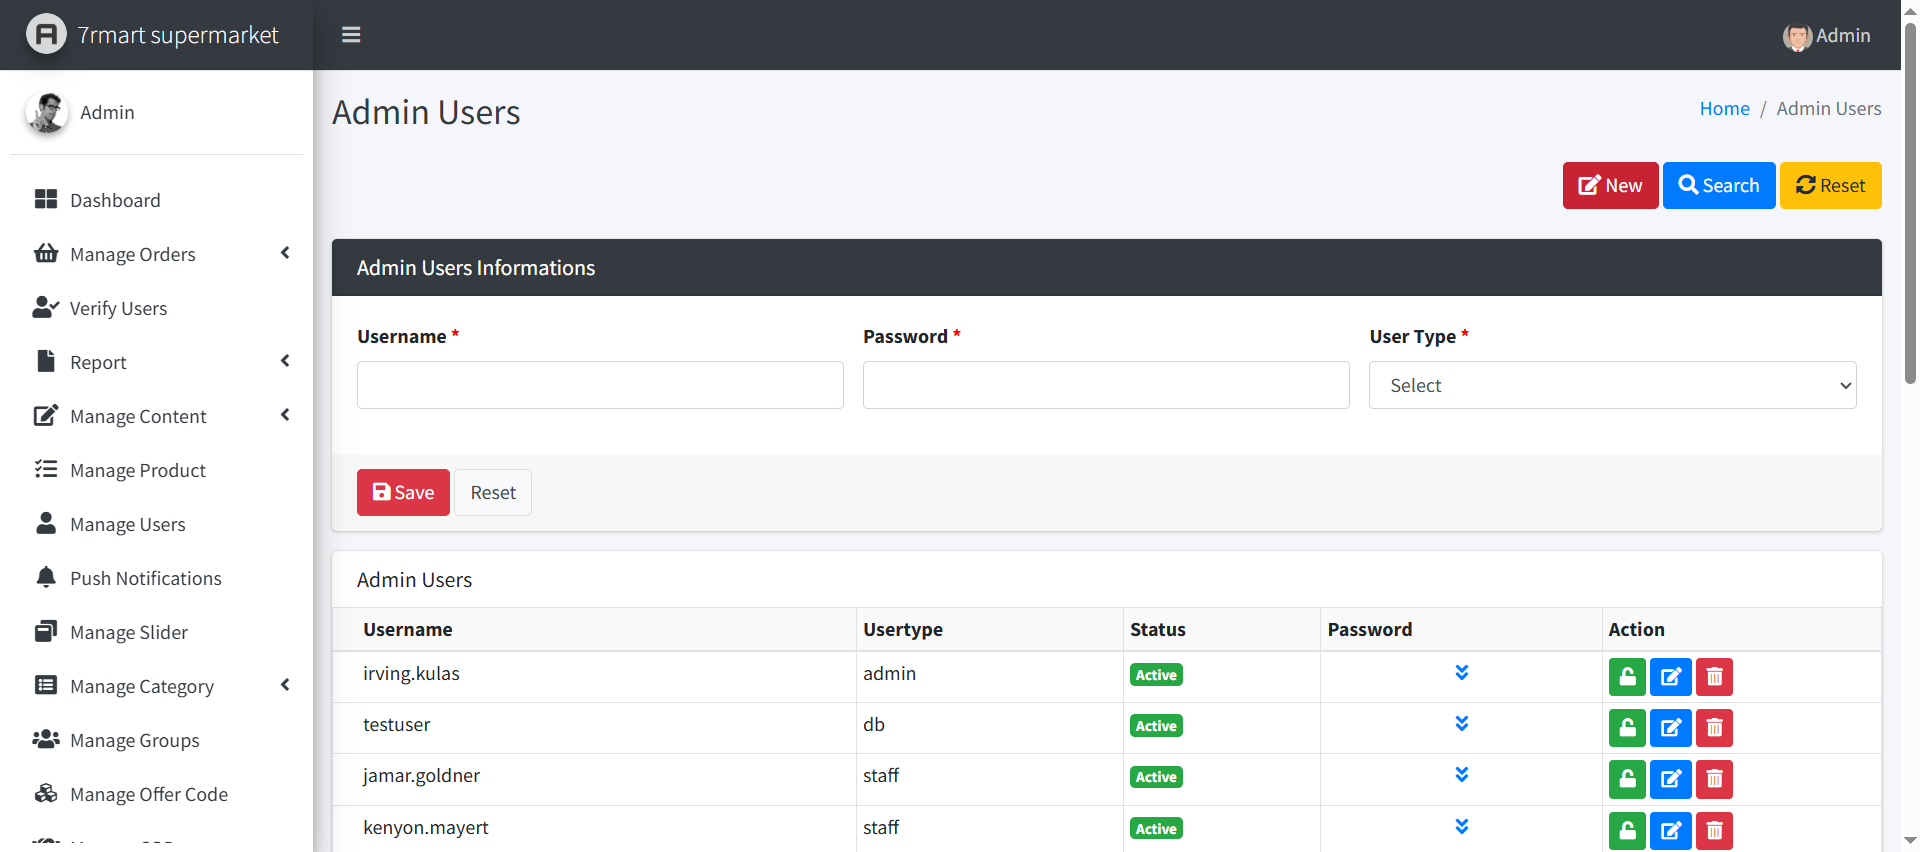 7rmart supermarket
Admin
Admin
Dashboard
Manage Orders
Verify Users
Report
Manage Content
Manage Product
Manage Users
Push Notifications
Manage Slider
Manage Category
Manage Groups
Manage Offer Code
Admin Users
Home / Admin Users
New Search Reset
Admin Users Informations
Username * Password * User Type *
Select
Save Reset
Admin Users
Username Usertype Status Password Action
irving.kulas admin Active
testuser db Active
jamar.goldner staff Active
kenyon.mayert staff Active